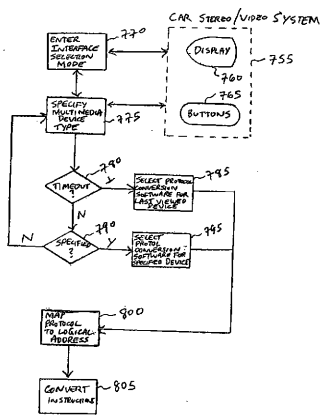 ENTER
INTERFACE
SELECTION
MODE
770
CAR STEREO/VIDEO SYSTEM
DISPLAY
760
755
765
BUTTONS
SPECIFY
MULTIMEDIA
DEVICE
TYPE
775
780
TIMEOUT
?
Y
785
SELECT PROTOCOL
CONVERSION
SOFTWARE FOR
LAST VIEWED DEVICE
N
790
N
SPECIFIED
?
Y
795
SELECT
PROTOL
CONVERSION
SOFTWARE FOR
SPECIFED DEVICE
800
MAP
PROTOCOL
TO LOGICAL
ADDRESS
CONVERT
INSTRUCTIONS
805